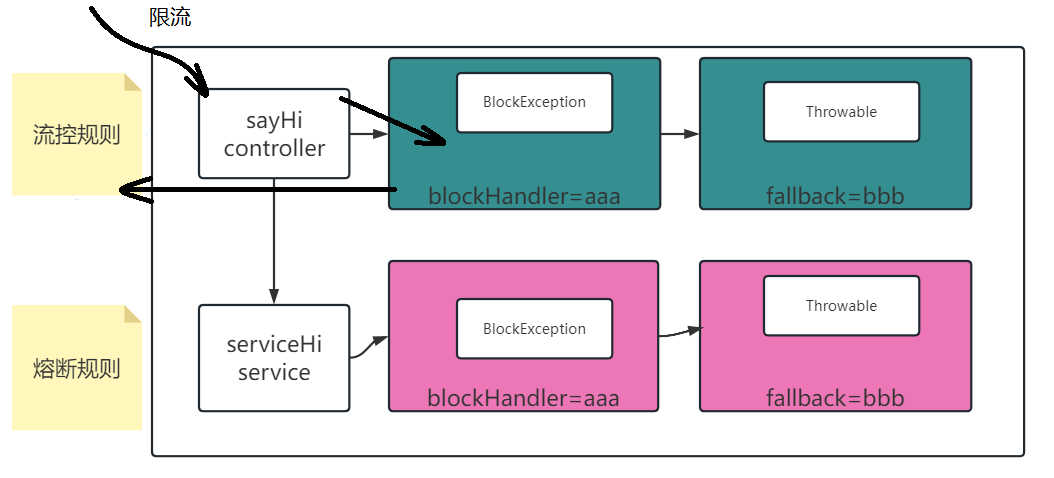 限流
流控规则
sayHi
controller
BlockException
blockHandler=aaa
Throwable
fallback=bbb
熔断规则
serviceHi
service
BlockException
blockHandler=aaa
Throwable
fallback=bbb